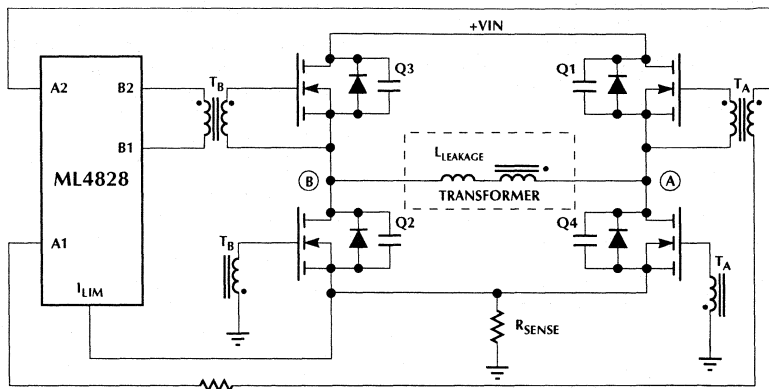 +VIN
A2
B2
T_B
Q3
Q1
T_A
B1
L_LEAKAGE
ML4828
B
TRANSFORMER
A
A1
T_B
Q2
Q4
T_A
I_LIM
R_SENSE